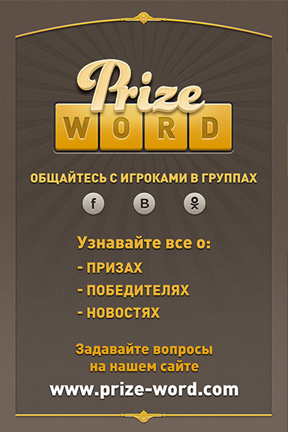 Prize
WORD
ОБЩАЙТЕСЬ С ИГРОКАМИ В ГРУППАХ
f В
Узнавайте все о:
- ПРИЗАХ
- ПОБЕДИТЕЛЯХ
- НОВОСТЯХ
Задавайте вопросы
на нашем сайте
www.prize-word.com